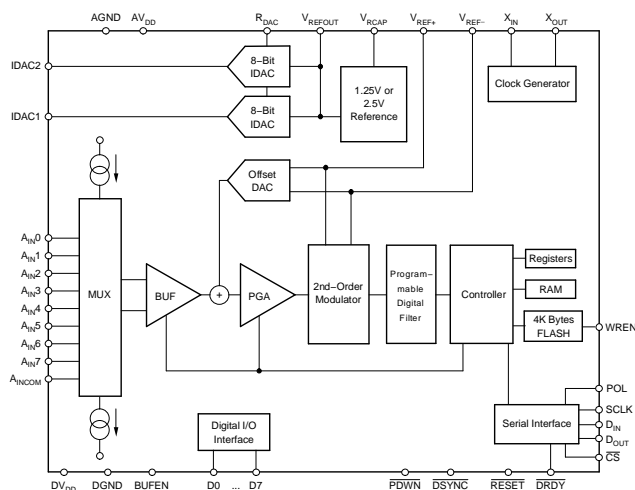 AGND AVDD RDAC VREFOUT VRCAP VREF+ VREF− XIN XOUT
IDAC2
8−Bit
IDAC
1.25V or
2.5V
Reference
Clock Generator
IDAC1
8−Bit
IDAC
Offset
DAC
AIN0
AIN1
AIN2
AIN3
AIN4
AIN5
AIN6
AIN7
AINCOM
MUX
BUF
+
PGA
2nd−Order
Modulator
Program−
mable
Digital
Filter
Controller
Registers
RAM
4K Bytes
FLASH
WREN
Digital I/O
Interface
Serial Interface
POL
SCLK
DIN
DOUT
CS
DVDD DGND BUFEN D0 ... D7 PDWN DSYNC RESET DRDY